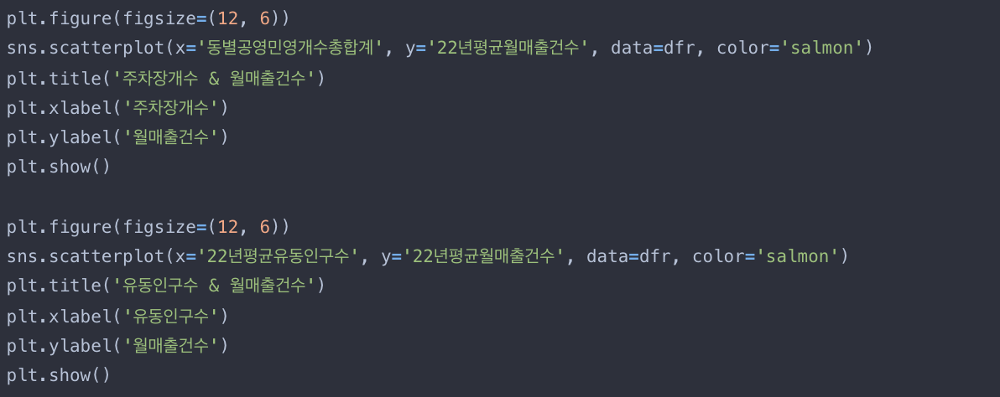 plt.figure(figsize=(12, 6))
sns.scatterplot(x='동별공영민영개수총합계', y='22년평균월매출건수', data=dfr, color='salmon')
plt.title('주차장개수 & 월매출건수')
plt.xlabel('주차장개수')
plt.ylabel('월매출건수')
plt.show()

plt.figure(figsize=(12, 6))
sns.scatterplot(x='22년평균유동인구수', y='22년평균월매출건수', data=dfr, color='salmon')
plt.title('유동인구수 & 월매출건수')
plt.xlabel('유동인구수')
plt.ylabel('월매출건수')
plt.show()